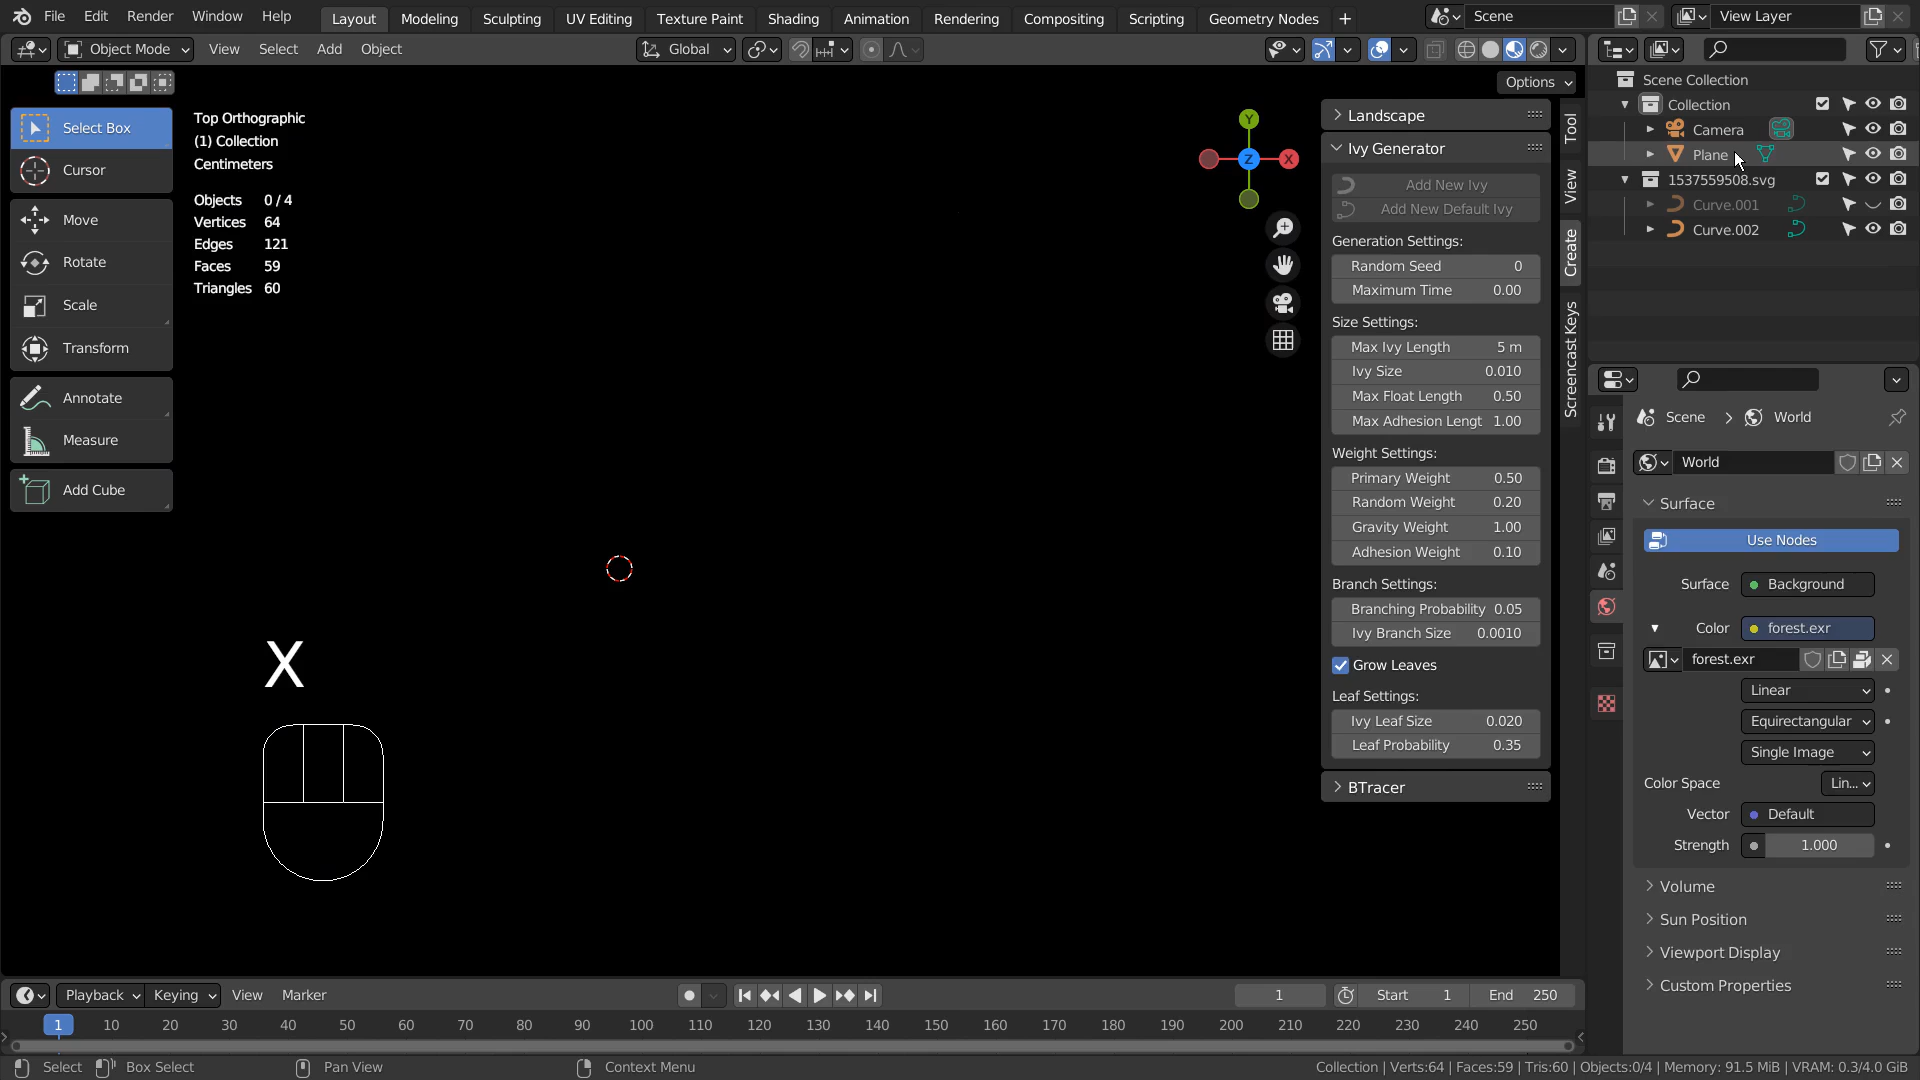 File Edit Render Window Help Layout Modeling Sculpting UV Editing Texture Paint Shading Animation Rendering Compositing Scripting Geometry Nodes + Scene View Layer
Object Mode View Select Add Object Global
Options
Select Box
Cursor
Move
Rotate
Scale
Transform
Annotate
Measure
Add Cube
Top Orthographic
(1) Collection
Centimeters
Objects 0 / 4
Vertices 64
Edges 121
Faces 59
Triangles 60
X
Y
Z
X
Landscape
Ivy Generator
Add New Ivy
Add New Default Ivy
Generation Settings:
Random Seed 0
Maximum Time 0.00
Size Settings:
Max Ivy Length 5 m
Ivy Size 0.010
Max Float Length 0.50
Max Adhesion Lengt 1.00
Weight Settings:
Primary Weight 0.50
Random Weight 0.20
Gravity Weight 1.00
Adhesion Weight 0.10
Branch Settings:
Branching Probability 0.05
Ivy Branch Size 0.0010
Grow Leaves
Leaf Settings:
Ivy Leaf Size 0.020
Leaf Probability 0.35
BTracer
Tool
View
Create
Screencast Keys
Scene Collection
Collection
Camera
Plane
1537559508.svg
Curve.001
Curve.002
Scene > World
World
Surface
Use Nodes
Surface Background
Color forest.exr
forest.exr
Linear
Equirectangular
Single Image
Color Space Lin...
Vector Default
Strength 1.000
Volume
Sun Position
Viewport Display
Custom Properties
Playback Keying View Marker 1 Start 1 End 250
1 10 20 30 40 50 60 70 80 90 100 110 120 130 140 150 160 170 180 190 200 210 220 230 240 250
Select Box Select Pan View Context Menu Collection | Verts:64 | Faces:59 | Tris:60 | Objects:0/4 | Memory: 91.5 MiB | VRAM: 0.3/4.0 GiB